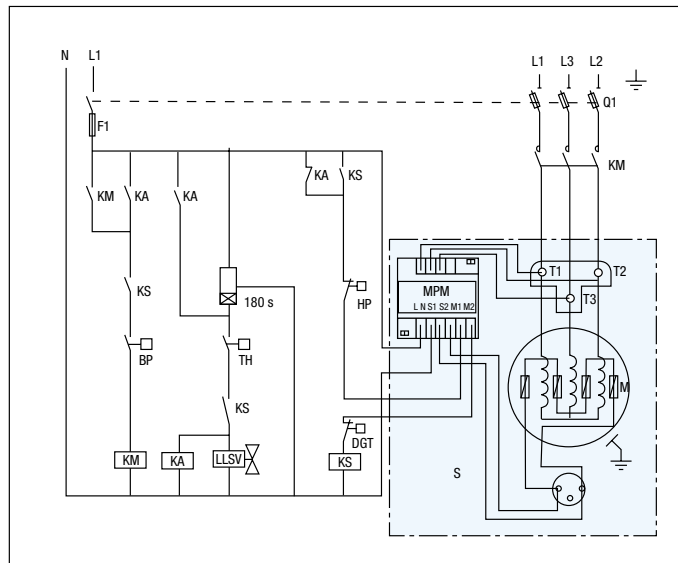 N L1 L1 L3 L2
F1 Q1
KM KA KA KA KS KM
KS 180 s HP MPM T1 T2
L N S1 S2 M1 M2 T3
BP TH M
KS DGT
KM KA LLSV KS S